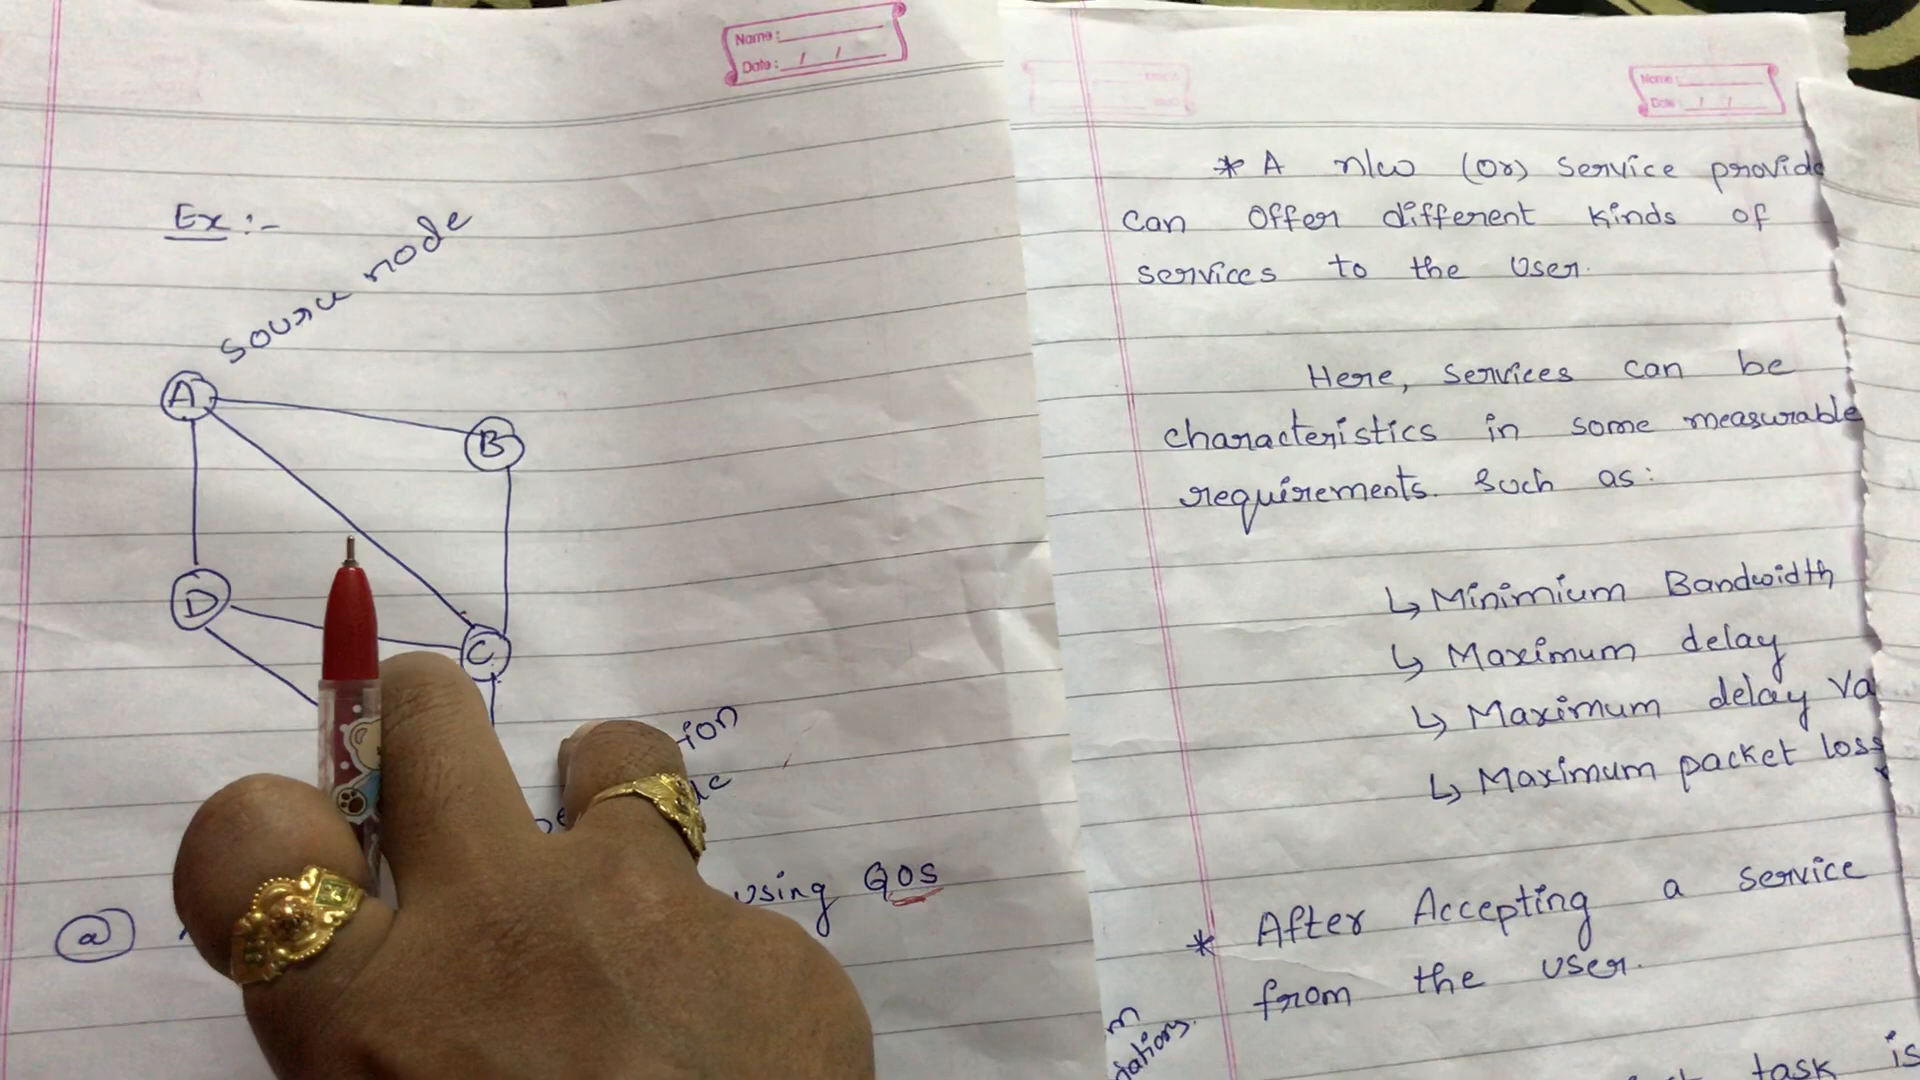 Name :
Date : / /
Ex :-
source node
A
B
D
C
using QOS
a
Name :
Date : / /
* A n/w (or) service provide
can offer different kinds of
services to the user.
Here, services can be
characteristics in some measurable
requirements. Such as :
↳ Minimium Bandwidth
↳ Maximum delay
↳ Maximum delay va
↳ Maximum packet loss
* After Accepting a service
from the user.
task is